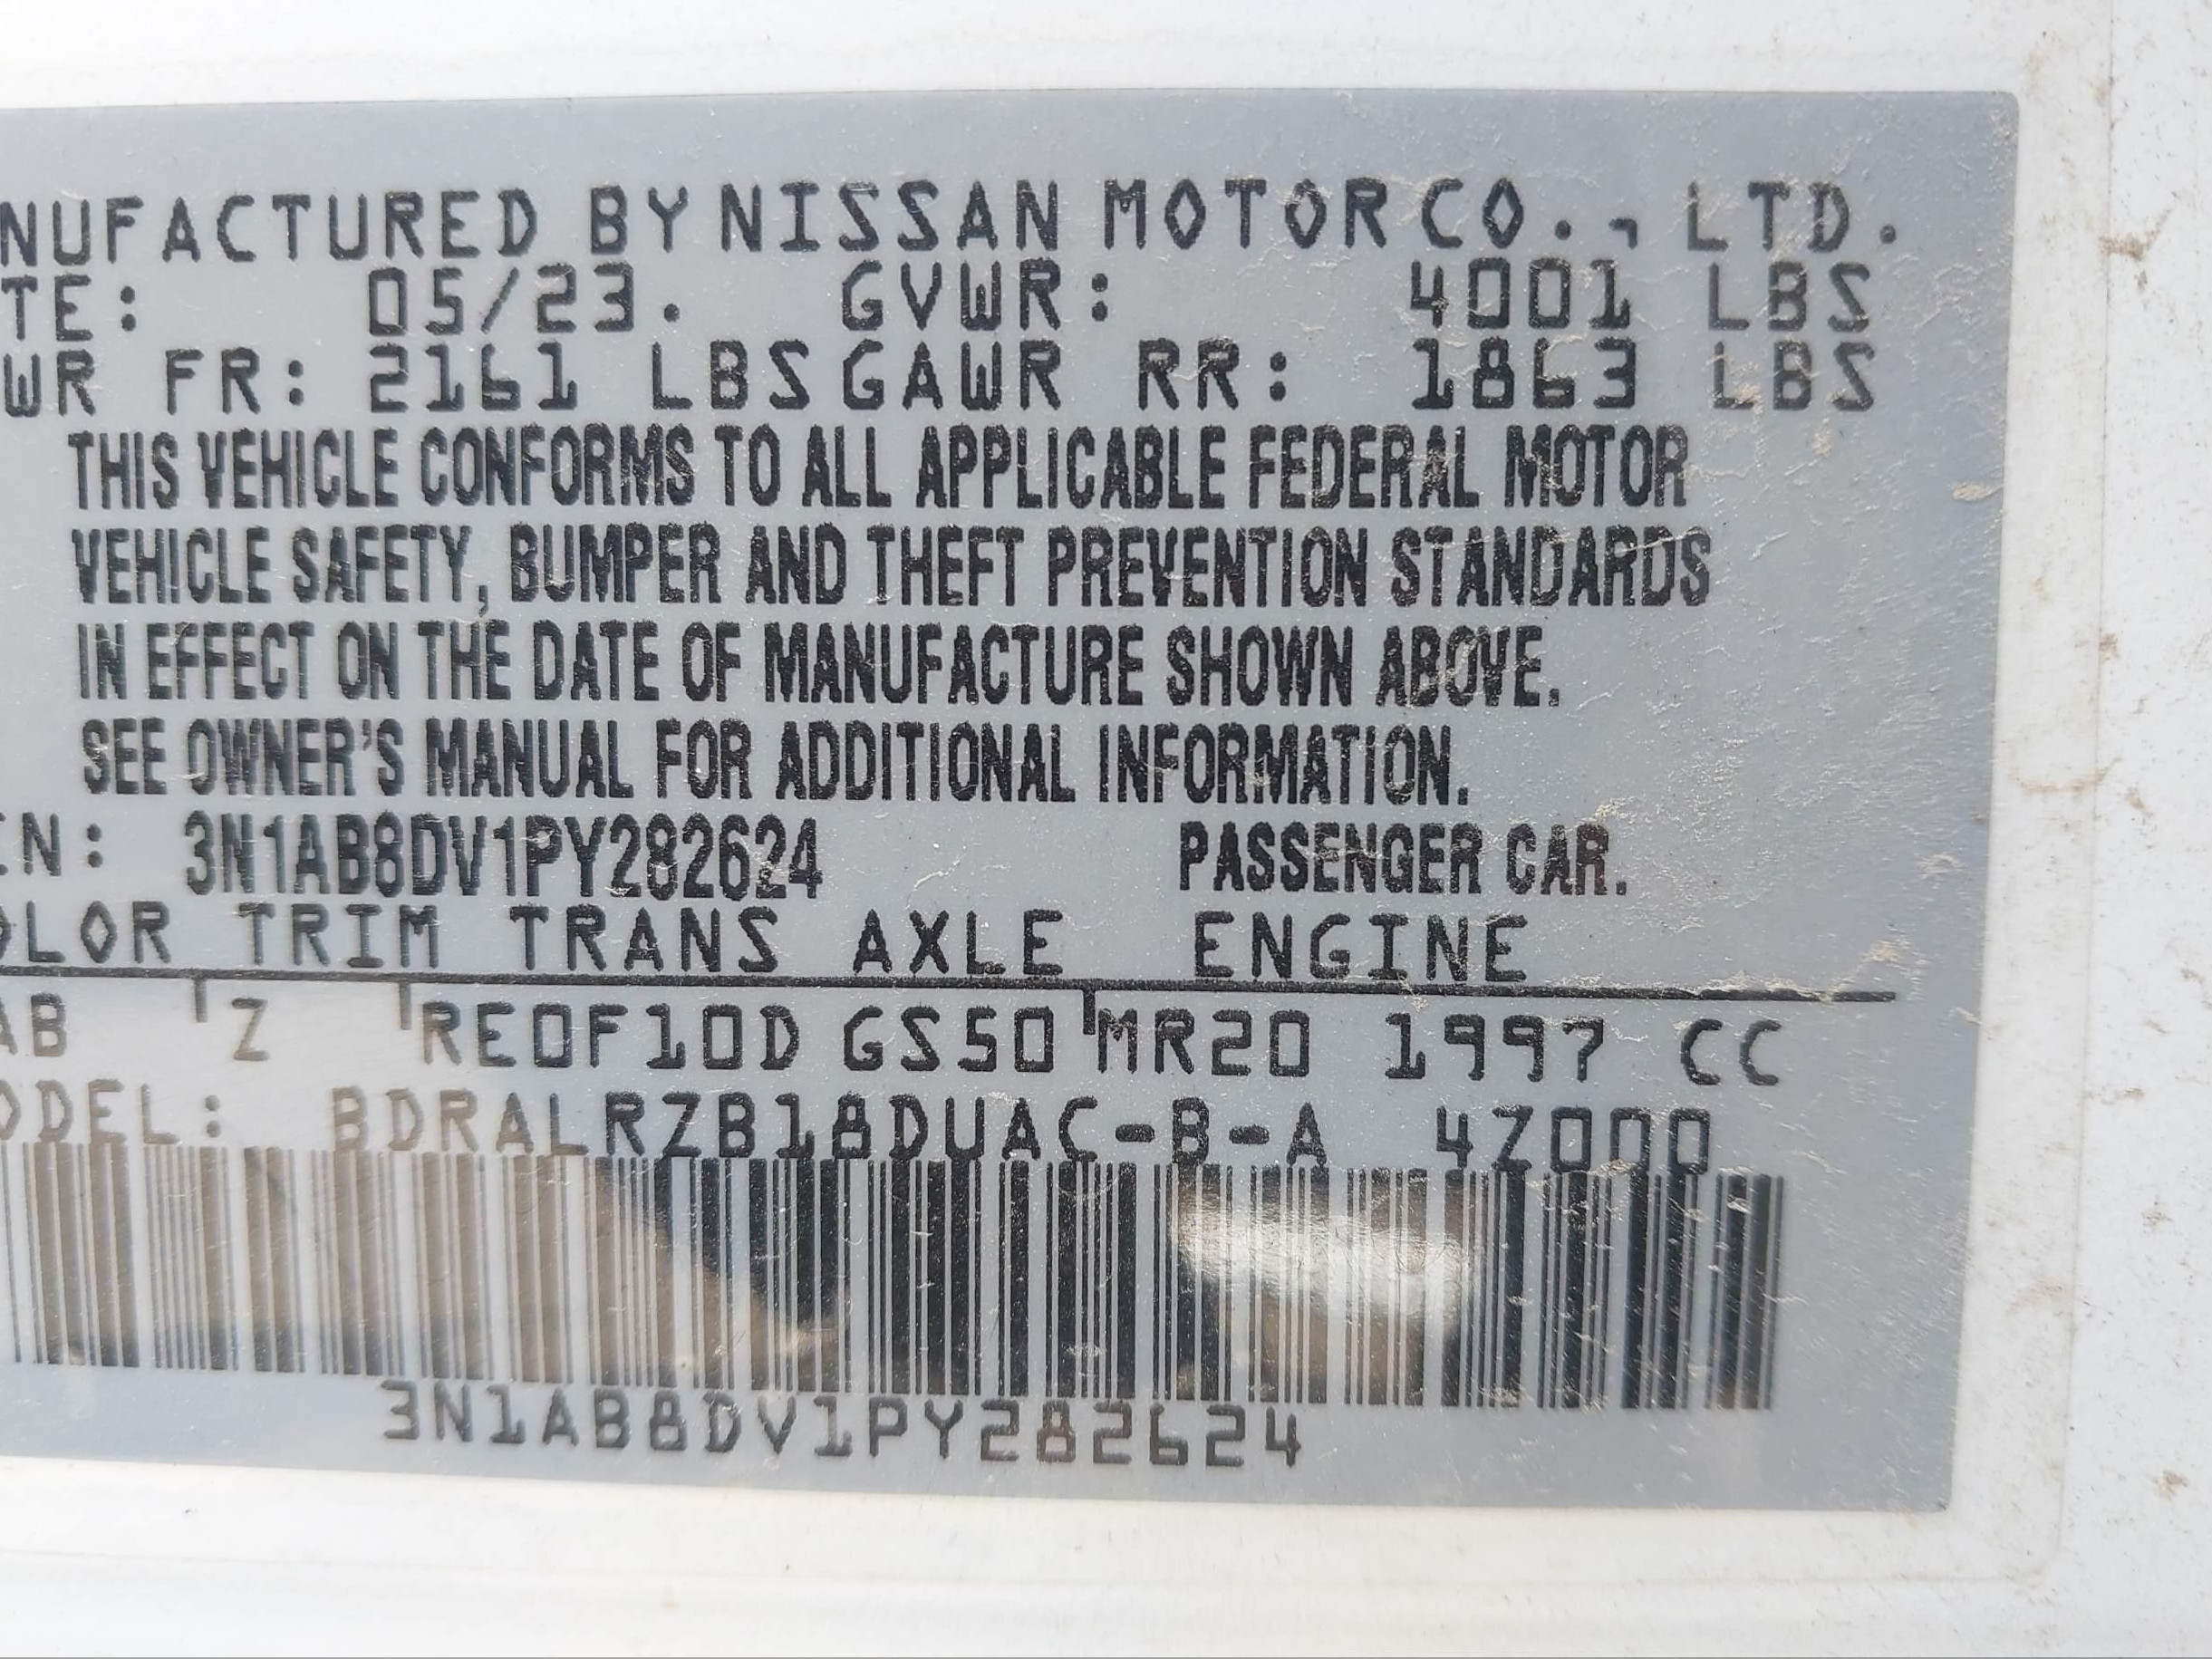 NUFACTURED BY NISSAN MOTOR CO., LTD.
TE: 05/23. GVWR: 4001 LBS
WR FR: 2161 LBS GAWR RR: 1863 LBS
THIS VEHICLE CONFORMS TO ALL APPLICABLE FEDERAL MOTOR
VEHICLE SAFETY, BUMPER AND THEFT PREVENTION STANDARDS
IN EFFECT ON THE DATE OF MANUFACTURE SHOWN ABOVE.
SEE OWNER'S MANUAL FOR ADDITIONAL INFORMATION.
IN: 3N1AB8DV1PY282624 PASSENGER CAR.
OLOR TRIM TRANS AXLE ENGINE
AB Z RE0F10D GS50 MR20 1997 CC
ODEL: BDRALRZB18DUAC-B-A 4Z000
3N1AB8DV1PY282624